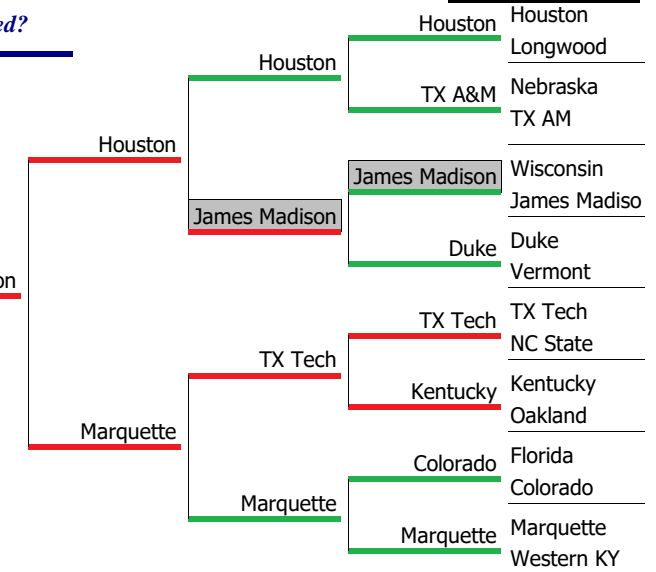 ed?
Houston
Houston
Longwood
Houston
TX A&M
Nebraska
TX AM
Houston
James Madison
Wisconsin
James Madiso
James Madison
Duke
Duke
Vermont
on
TX Tech
TX Tech
NC State
TX Tech
Kentucky
Kentucky
Oakland
Marquette
Colorado
Florida
Colorado
Marquette
Marquette
Marquette
Western KY